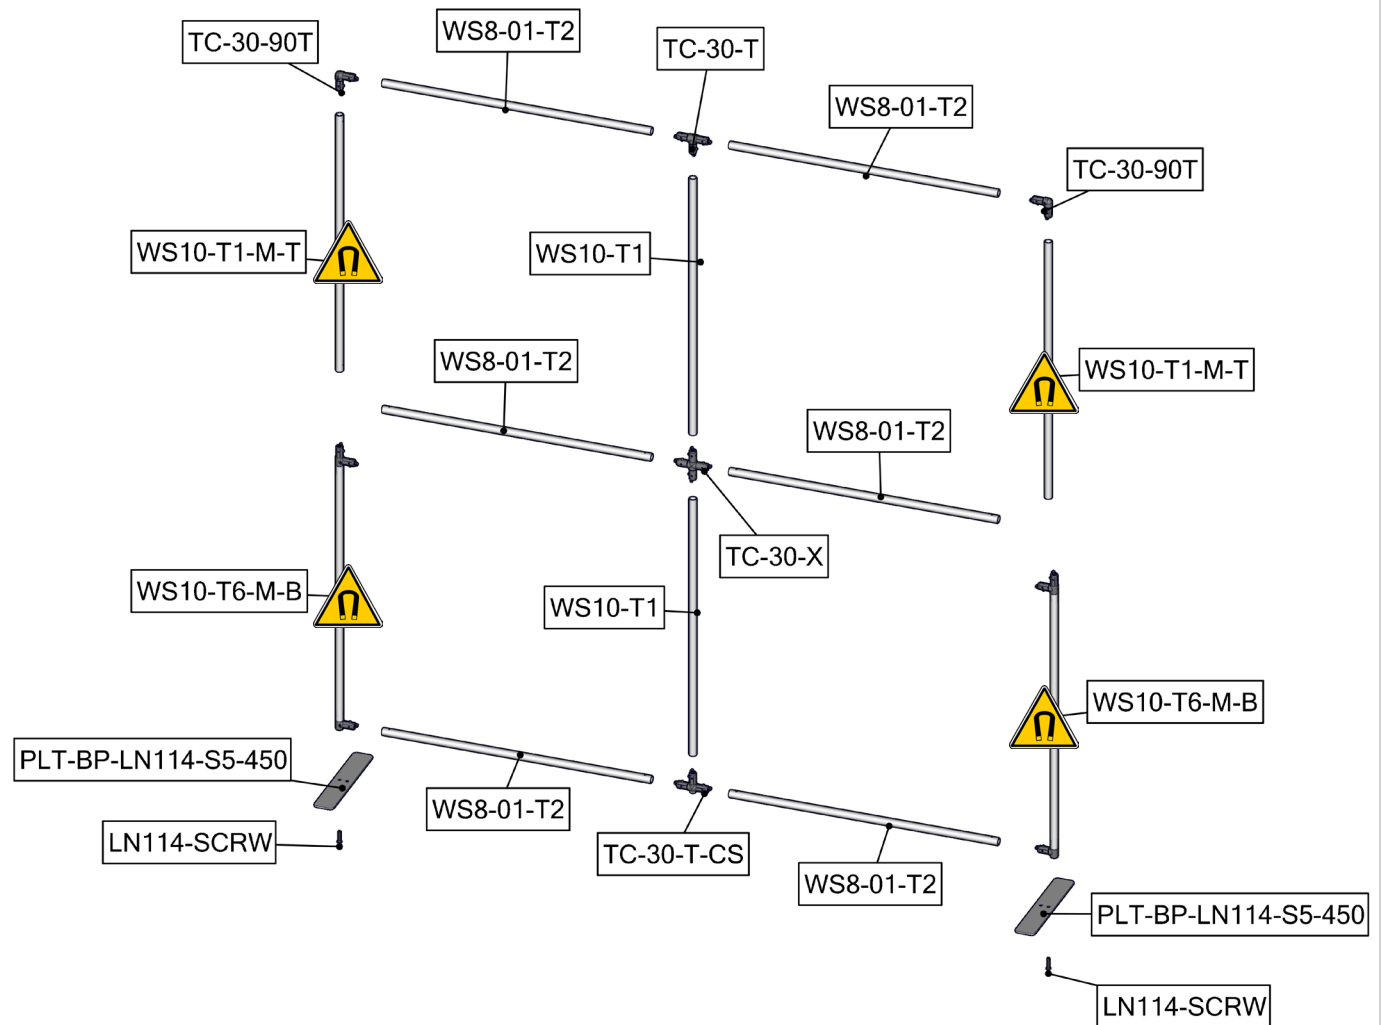 WS8-01-T2
TC-30-90T
TC-30-T
WS8-01-T2
TC-30-90T
WS10-T1-M-T
WS10-T1
WS8-01-T2
WS10-T1-M-T
WS8-01-T2
TC-30-X
WS10-T6-M-B
WS10-T1
WS10-T6-M-B
PLT-BP-LN114-S5-450
WS8-01-T2
LN114-SCRW
TC-30-T-CS
WS8-01-T2
PLT-BP-LN114-S5-450
LN114-SCRW